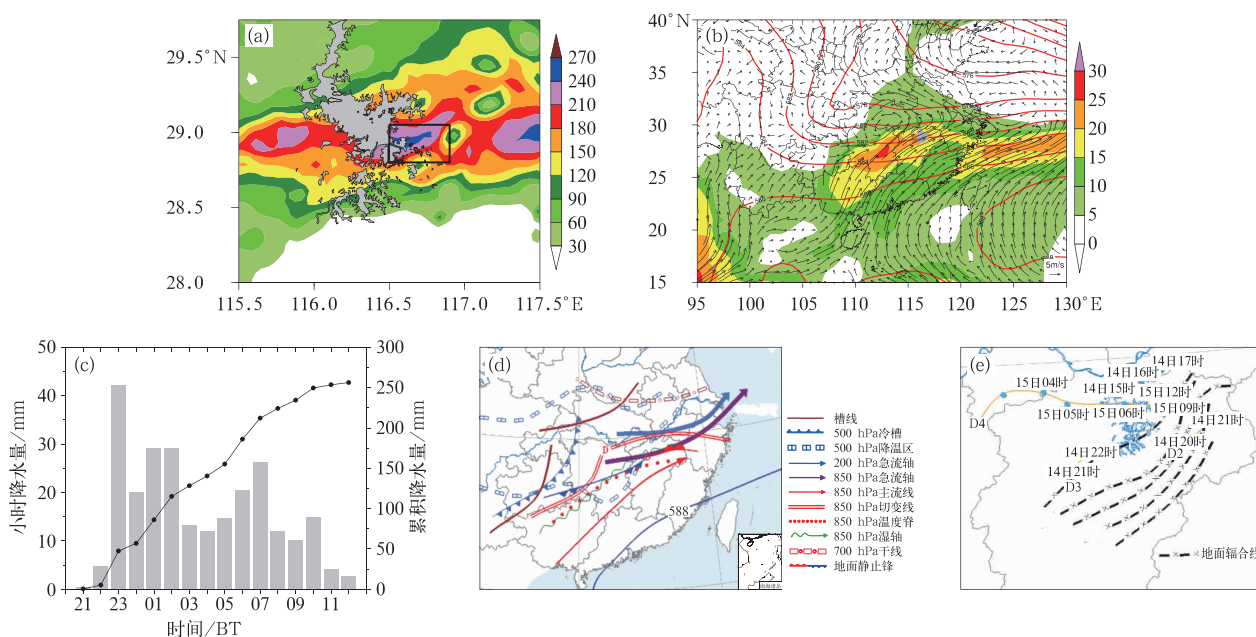 (a)
29.5°N
29.0
28.5
28.0
115.5
116.0
116.5
117.0
117.5°E
270
240
210
180
150
120
90
60
30
(b)
40°N
35
30
25
20
15
95
100
105
110
115
120
125
130
°E
5m/s
30
25
20
15
10
5
0
(c)
50
40
30
20
10
0
小时降水量/mm
300
250
200
150
100
50
0
累积降水量/mm
21
23
01
03
05
07
09
11
时间/BT
(d)
D
588
槽线
500 hPa冷槽
500 hPa降温区
200 hPa急流轴
850 hPa急流轴
850 hPa主流线
850 hPa切变线
850 hPa温度脊
850 hPa湿轴
700 hPa干线
地面静止锋
(e)
14日17时
14日16时
15日04时
14日15时
15日12时
15日05时
15日06时
15日09时
14日21时
D4
14日20时
D2
14日22时
14日21时
D3
地面辐合线